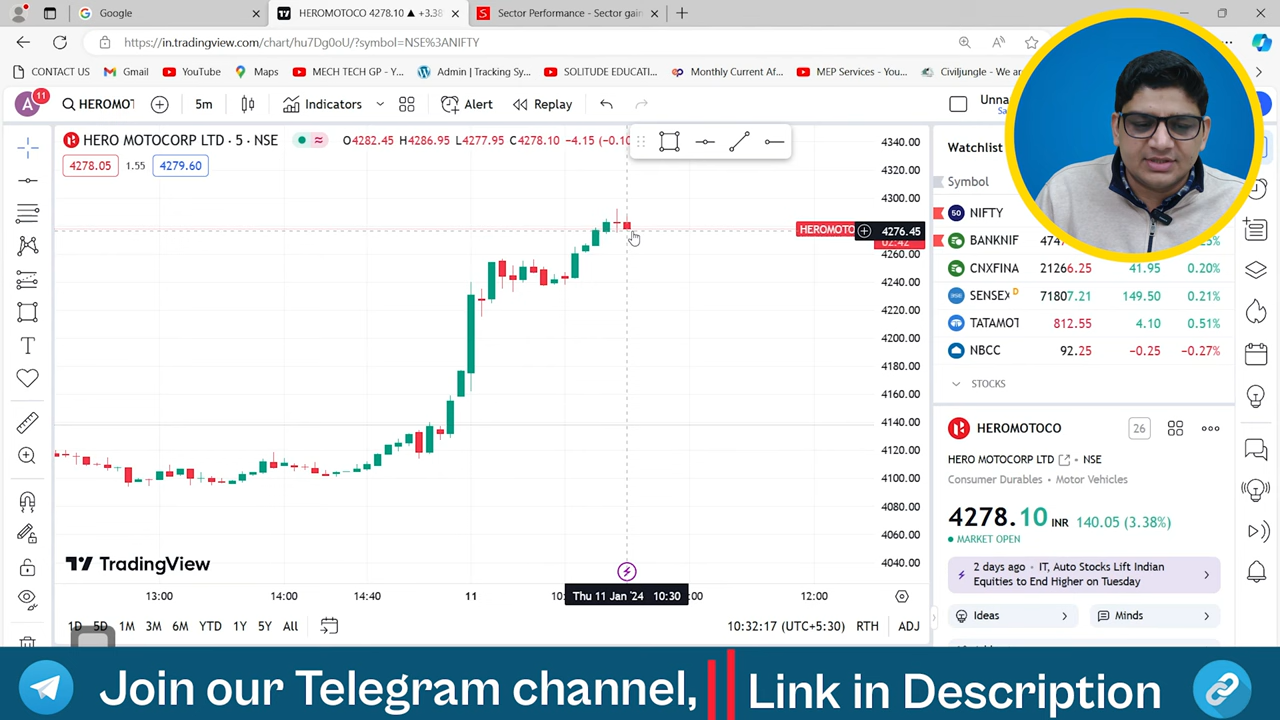 Google
HEROMOTOCO 4278.10 ▲ +3.38
Sector Performance - Sector gain
https://in.tradingview.com/chart/hu7Dg0oU/?symbol=NSE%3ANIFTY
CONTACT US
Gmail
YouTube
Maps
MECH TECH GP - Y...
Admin | Tracking Sy...
SOLITUDE EDUCATI...
Monthly Current Af...
MEP Services - You...
Civiljungle - We an
A
11
HEROMOT
5m
Indicators
Alert
Replay
Unna
HERO MOTOCORP LTD · 5 · NSE
O4282.45 H4286.95 L4277.95 C4278.10 −4.15 (−0.10
4278.05
1.55
4279.60
4340.00
4320.00
4300.00
HEROMOTO
4276.45
02:42
4260.00
4240.00
4220.00
4200.00
4180.00
4160.00
4140.00
4120.00
4100.00
4080.00
4060.00
4040.00
TradingView
13:00
14:00
14:40
11
Thu 11 Jan '24 10:30
12:00
1D 5D 1M 3M 6M YTD 1Y 5Y All
10:32:17 (UTC+5:30)
RTH
ADJ
Watchlist
Symbol
50 NIFTY
BANKNIF
CNXFINA 21266.25 41.95 0.20%
SENSEX D 71807.21 149.50 0.21%
TATAMOT 812.55 4.10 0.51%
NBCC 92.25 −0.25 −0.27%
STOCKS
HEROMOTOCO
26
HERO MOTOCORP LTD • NSE
Consumer Durables • Motor Vehicles
4278.10 INR 140.05 (3.38%)
MARKET OPEN
2 days ago • IT, Auto Stocks Lift Indian
Equities to End Higher on Tuesday
Ideas
Minds
Join our Telegram channel,
Link in Description